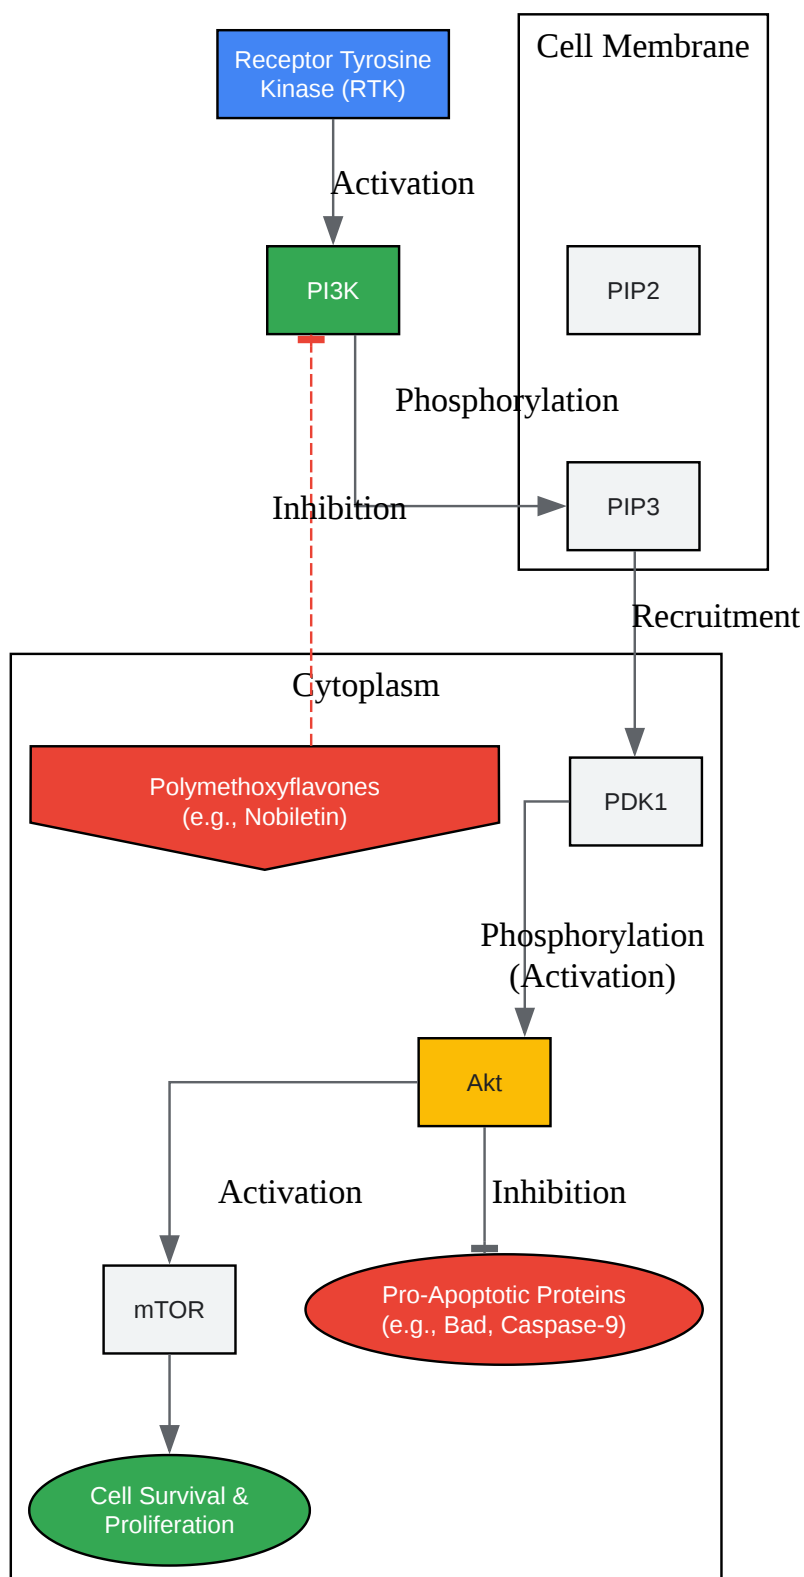 Receptor Tyrosine
Kinase (RTK)
Cell Membrane
Activation
PI3K
PIP2
Phosphorylation
Inhibition
PIP3
Recruitment
Cytoplasm
Polymethoxyflavones
(e.g., Nobiletin)
PDK1
Phosphorylation
(Activation)
Akt
Activation
Inhibition
mTOR
Pro-Apoptotic Proteins
(e.g., Bad, Caspase-9)
Cell Survival &
Proliferation